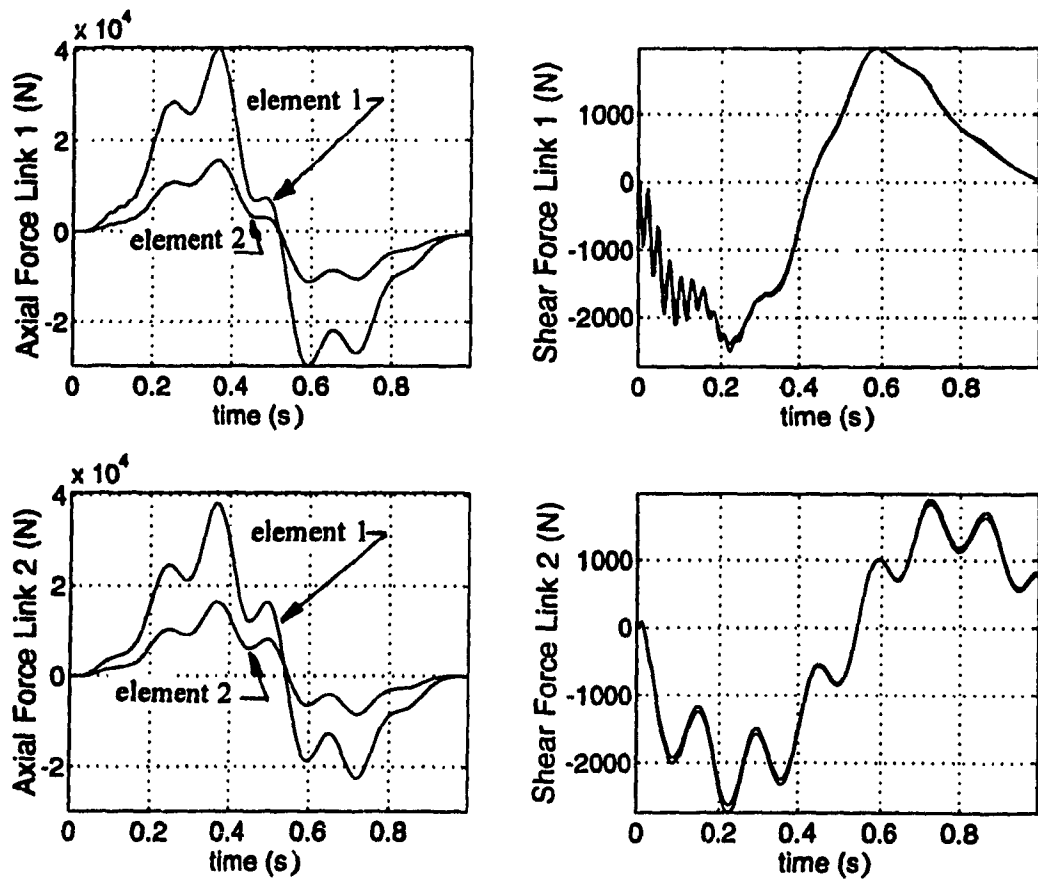 x 10⁴
Axial Force Link 1 (N)
4
2
0
-2
element 1
element 2
0 0.2 0.4 0.6 0.8
time (s)
Shear Force Link 1 (N)
1000
0
-1000
-2000
0 0.2 0.4 0.6 0.8
time (s)
x 10⁴
Axial Force Link 2 (N)
4
2
0
-2
element 1
element 2
0 0.2 0.4 0.6 0.8
time (s)
Shear Force Link 2 (N)
1000
0
-1000
-2000
0 0.2 0.4 0.6 0.8
time (s)